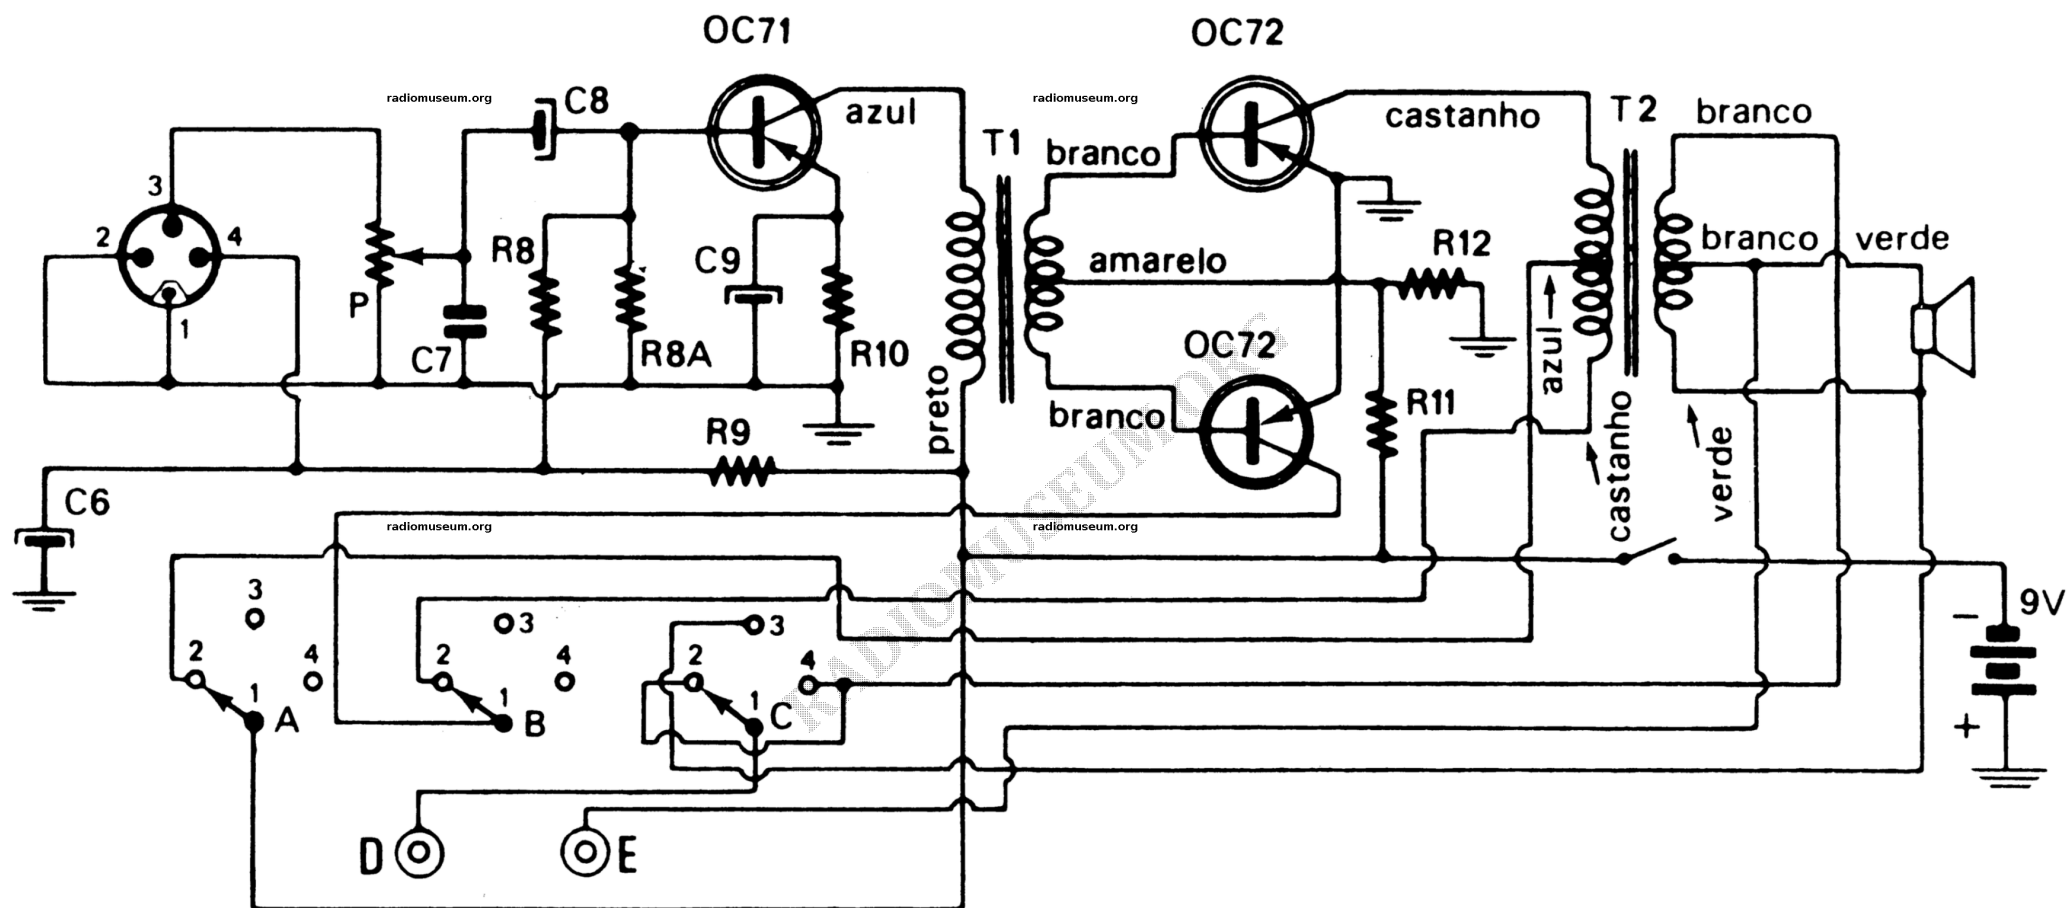 OC71
OC72
radiomuseum.org
C8
azul
radiomuseum.org
castanho
T2
branco
T1
branco
3
2
4
1
P
C7
R8
R8A
C9
R10
preto
amarelo
R12
branco
verde
azul
OC72
branco
R11
castanho
verde
R9
C6
radiomuseum.org
radiomuseum.org
RADIOMUSEUM.ORG
3
2
4
1
A
3
2
4
1
B
3
2
4
1
C
9V
−
+
D
E